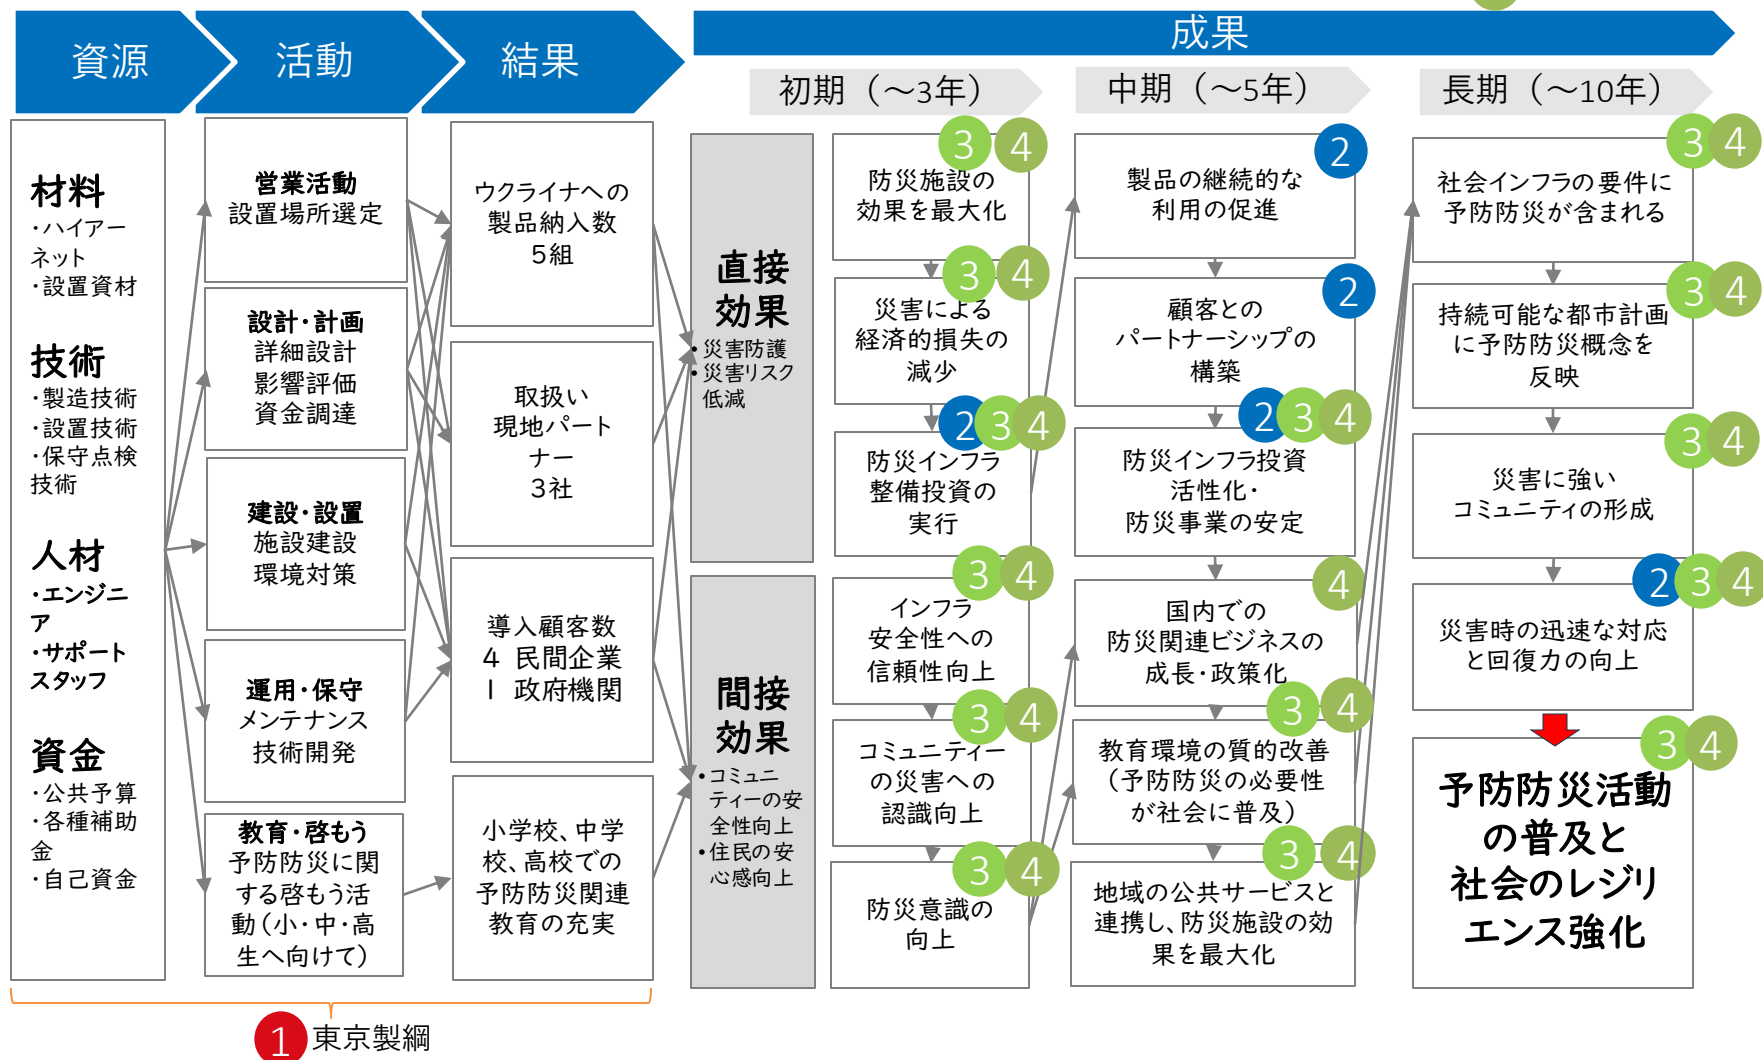 資源
活動
結果
成果
初期（～3年）
中期（～5年）
長期（～10年）
材料
・ハイアー
ネット
・設置資材
技術
・製造技術
・設置技術
・保守点検
技術
人材
・エンジニ
ア
・サポート
スタッフ
資金
・公共予算
・各種補助
金
・自己資金
営業活動
設置場所選定
設計・計画
詳細設計
影響評価
資金調達
建設・設置
施設建設
環境対策
運用・保守
メンテナンス
技術開発
教育・啓もう
予防防災に関
する啓もう活
動（小・中・高
生へ向けて）
ウクライナへの
製品納入数
５組
取扱い
現地パート
ナー
３社
導入顧客数
４ 民間企業
１ 政府機関
小学校、中学
校、高校での
予防防災関連
教育の充実
直接
効果
•災害防護
•災害リスク
低減
間接
効果
•コミュニ
ティーの安
全性向上
•住民の安
心感向上
3 4
防災施設の
効果を最大化
3 4
災害による
経済的損失の
減少
2 3 4
防災インフラ
整備投資の
実行
3 4
インフラ
安全性への
信頼性向上
3 4
コミュニティー
の災害への
認識向上
3 4
防災意識の
向上
2
製品の継続的な
利用の促進
2
顧客との
パートナーシップの
構築
2 3 4
防災インフラ投資
活性化・
防災事業の安定
4
国内での
防災関連ビジネスの
成長・政策化
3 4
教育環境の質的改善
（予防防災の必要性
が社会に普及）
3 4
地域の公共サービスと
連携し、防災施設の効
果を最大化
3 4
社会インフラの要件に
予防防災が含まれる
3 4
持続可能な都市計画
に予防防災概念を
反映
3 4
災害に強い
コミュニティの形成
2 3 4
災害時の迅速な対応
と回復力の向上
3 4
予防防災活動
の普及と
社会のレジリ
エンス強化
1 東京製綱